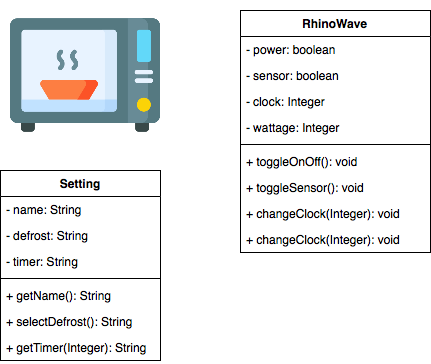 RhinoWave
- power: boolean
- sensor: boolean
- clock: Integer
- wattage: Integer
+ toggleOnOff(): void
+ toggleSensor(): void
+ changeClock(Integer): void
+ changeClock(Integer): void
Setting
- name: String
- defrost: String
- timer: String
+ getName(): String
+ selectDefrost(): String
+ getTimer(Integer): String